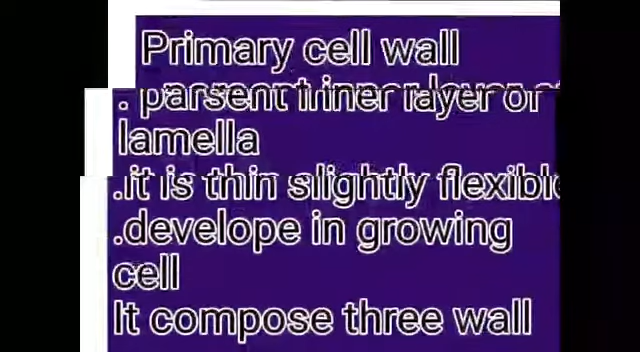 Primary cell wall
. parsent inner layer of
lamella
.it is thin slightly flexible
.develope in growing
cell
It compose three wall